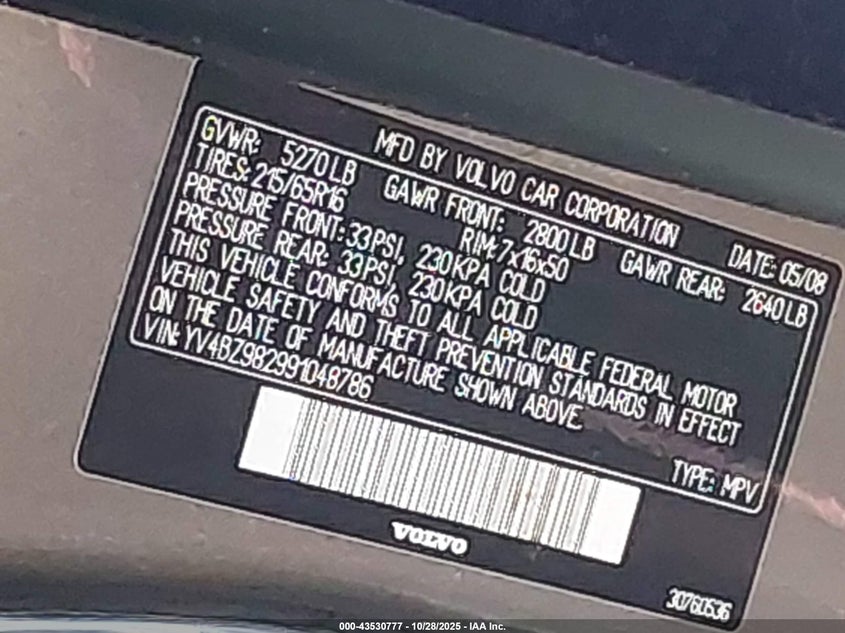 MFD BY VOLVO CAR CORPORATION DATE: 05/08
GVWR: 5270 LB GAWR FRONT: 2800 LB GAWR REAR: 2640 LB
TIRES: 215/65R16 RIM: 7x16x50
PRESSURE FRONT: 33 PSI, 230 KPA COLD
PRESSURE REAR: 33 PSI, 230 KPA COLD
THIS VEHICLE CONFORMS TO ALL APPLICABLE FEDERAL MOTOR
VEHICLE SAFETY AND THEFT PREVENTION STANDARDS IN EFFECT
ON THE DATE OF MANUFACTURE SHOWN ABOVE.
VIN: YV4BZ982991048786 TYPE: MPV
VOLVO
30760536
000-43530777 - 10/28/2025 - IAA Inc.